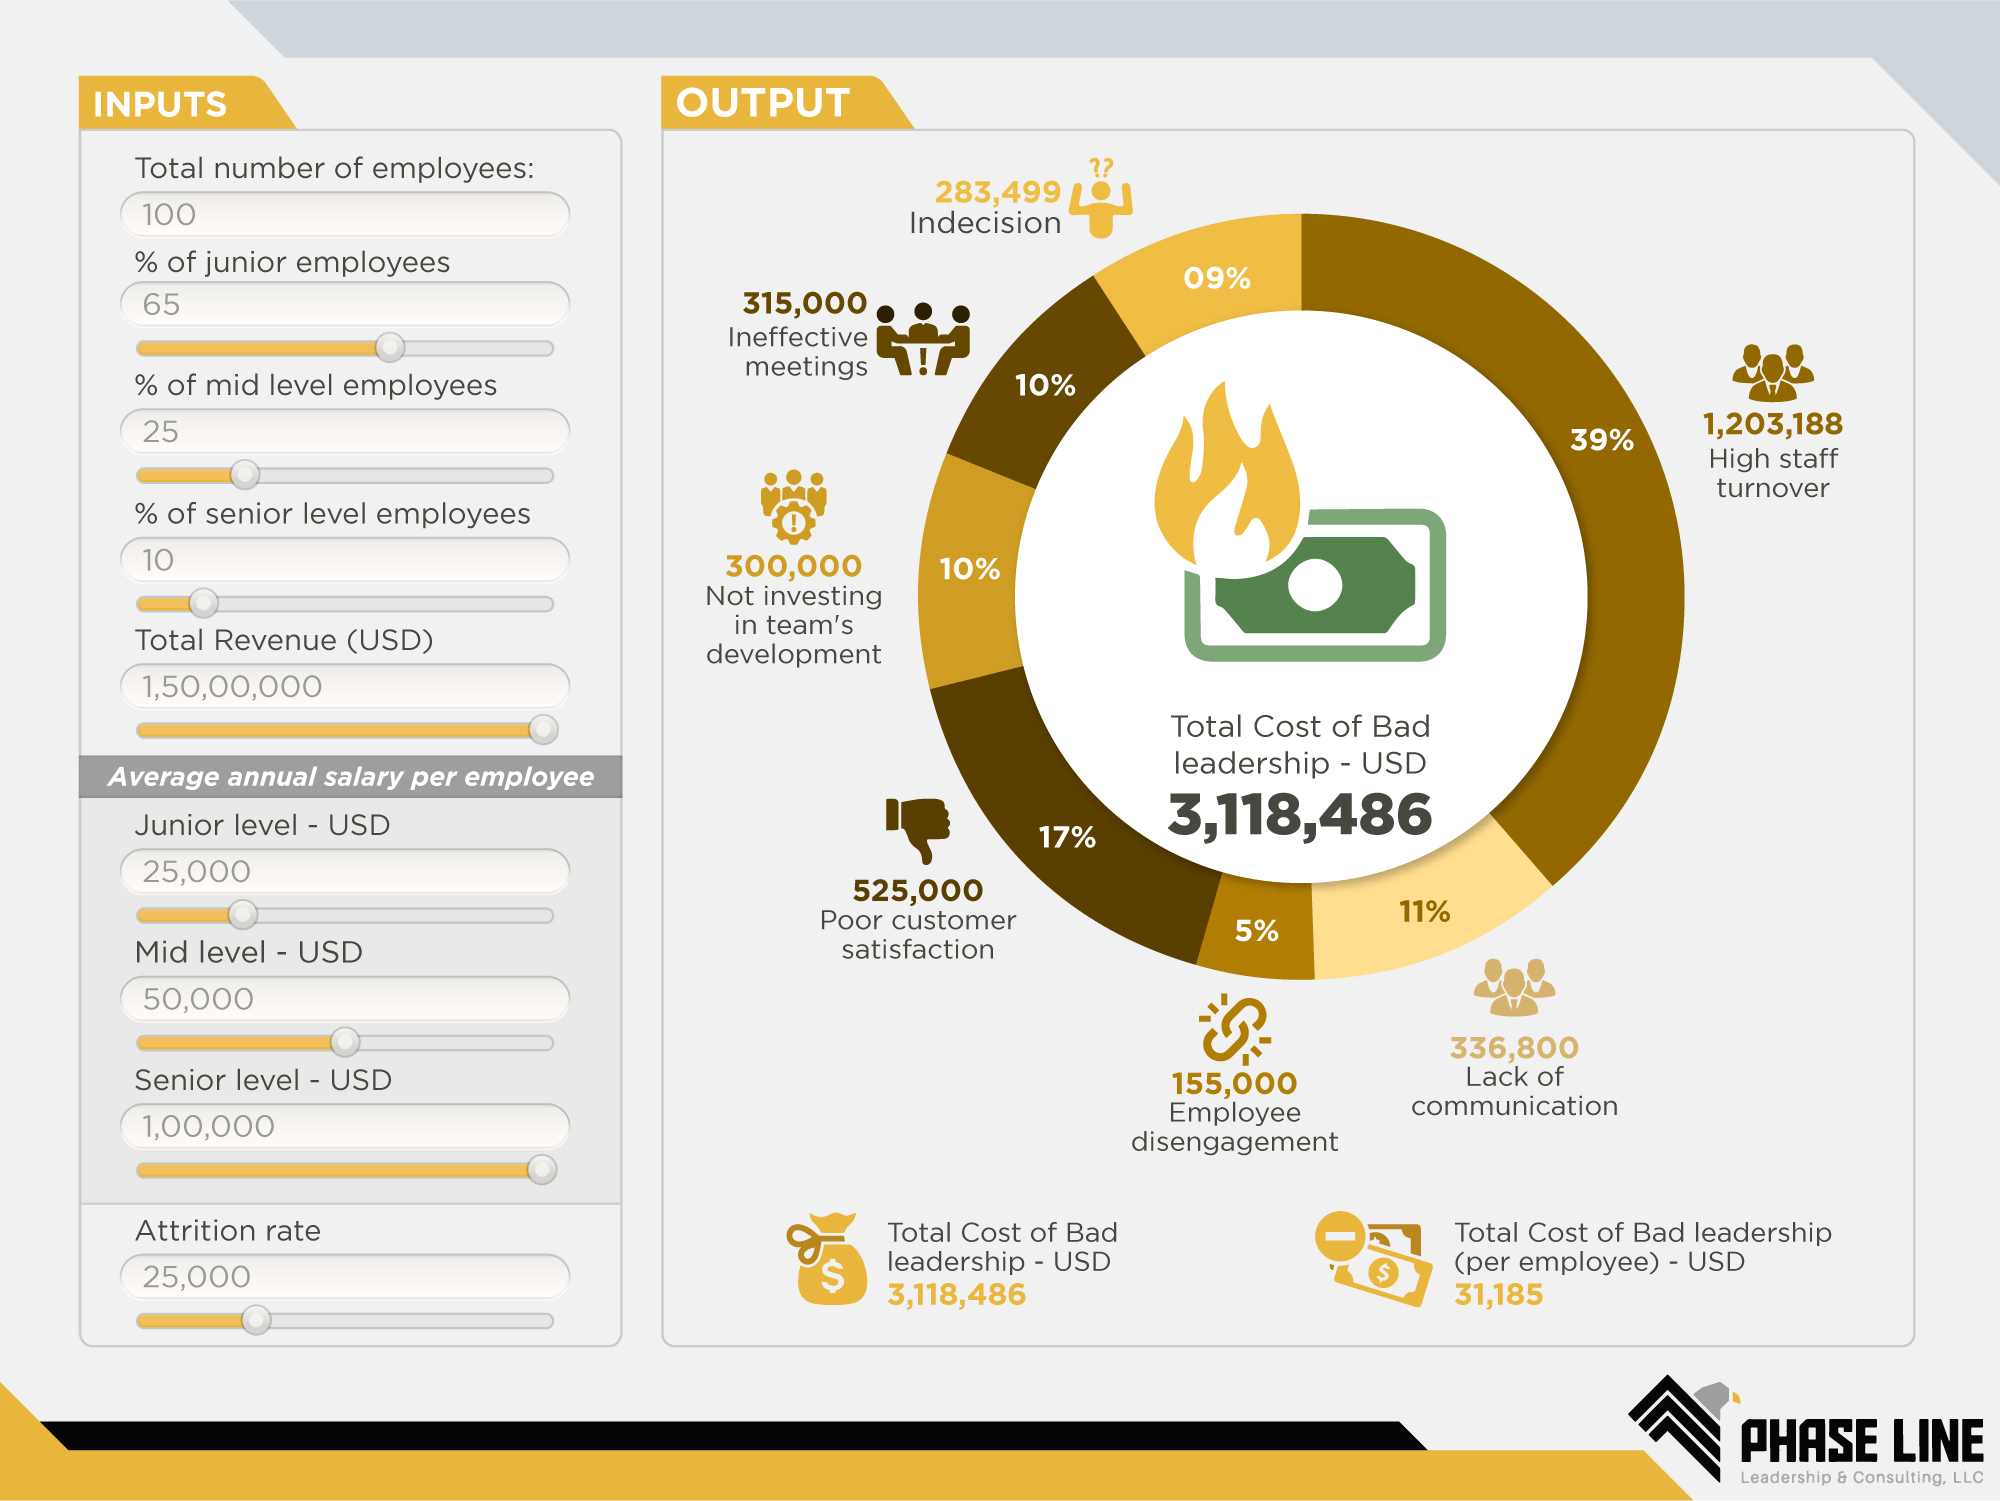 INPUTS
Total number of employees:
100
% of junior employees
65
% of mid level employees
25
% of senior level employees
10
Total Revenue (USD)
1,50,00,000
Average annual salary per employee
Junior level - USD
25,000
Mid level - USD
50,000
Senior level - USD
1,00,000
Attrition rate
25,000
OUTPUT
??
283,499
Indecision
09%
315,000
Ineffective
meetings
!
10%
39%
1,203,188
High staff
turnover
!
300,000
Not investing
in team's
development
10%
Total Cost of Bad
leadership - USD
3,118,486
17%
525,000
Poor customer
satisfaction
5%
11%
155,000
Employee
disengagement
336,800
Lack of
communication
$
Total Cost of Bad
leadership - USD
3,118,486
$
Total Cost of Bad leadership
(per employee) - USD
31,185
PHASE LINE
Leadership & Consulting, LLC